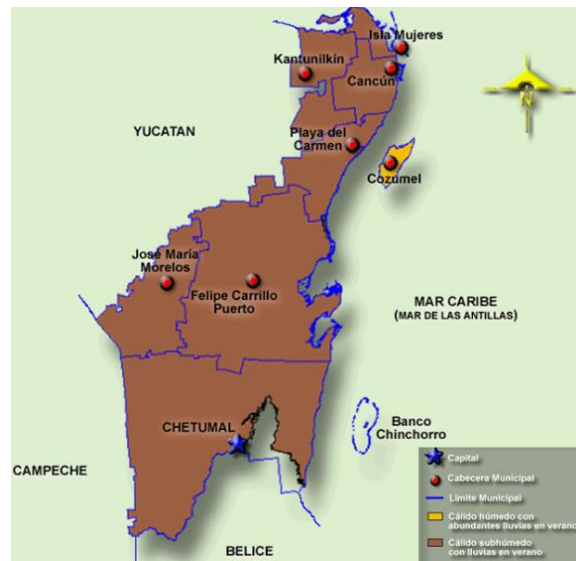 Isla Mujeres
Kantunilkín
Cancún
YUCATAN
Playa del
Carmen
Cozumel
N
José María
Morelos
Felipe Carrillo
Puerto
MAR CARIBE
(MAR DE LAS ANTILLAS)
CHETUMAL
Banco
Chinchorro
CAMPECHE
BELICE
Capital
Cabecera Municipal
Límite Municipal
Cálido húmedo con
abundantes lluvias en verano
Cálido subhúmedo
con lluvias en verano